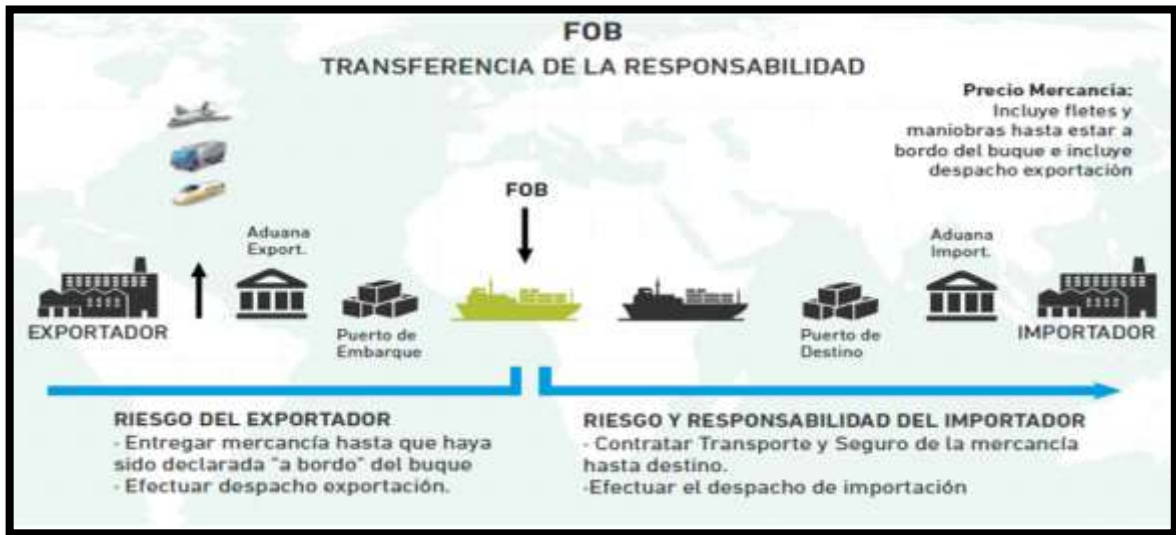 FOB
TRANSFERENCIA DE LA RESPONSABILIDAD
Precio Mercancia:
Incluye fletes y
maniobras hasta estar a
bordo del buque e incluye
despacho exportación
FOB
Aduana
Export.
Aduana
Import.
EXPORTADOR
Puerto de
Embarque
Puerto de
Destino
IMPORTADOR
RIESGO DEL EXPORTADOR
- Entregar mercancía hasta que haya
sido declarada "a bordo" del buque
- Efectuar despacho exportación.
RIESGO Y RESPONSABILIDAD DEL IMPORTADOR
- Contratar Transporte y Seguro de la mercancía
hasta destino.
-Efectuar el despacho de importación